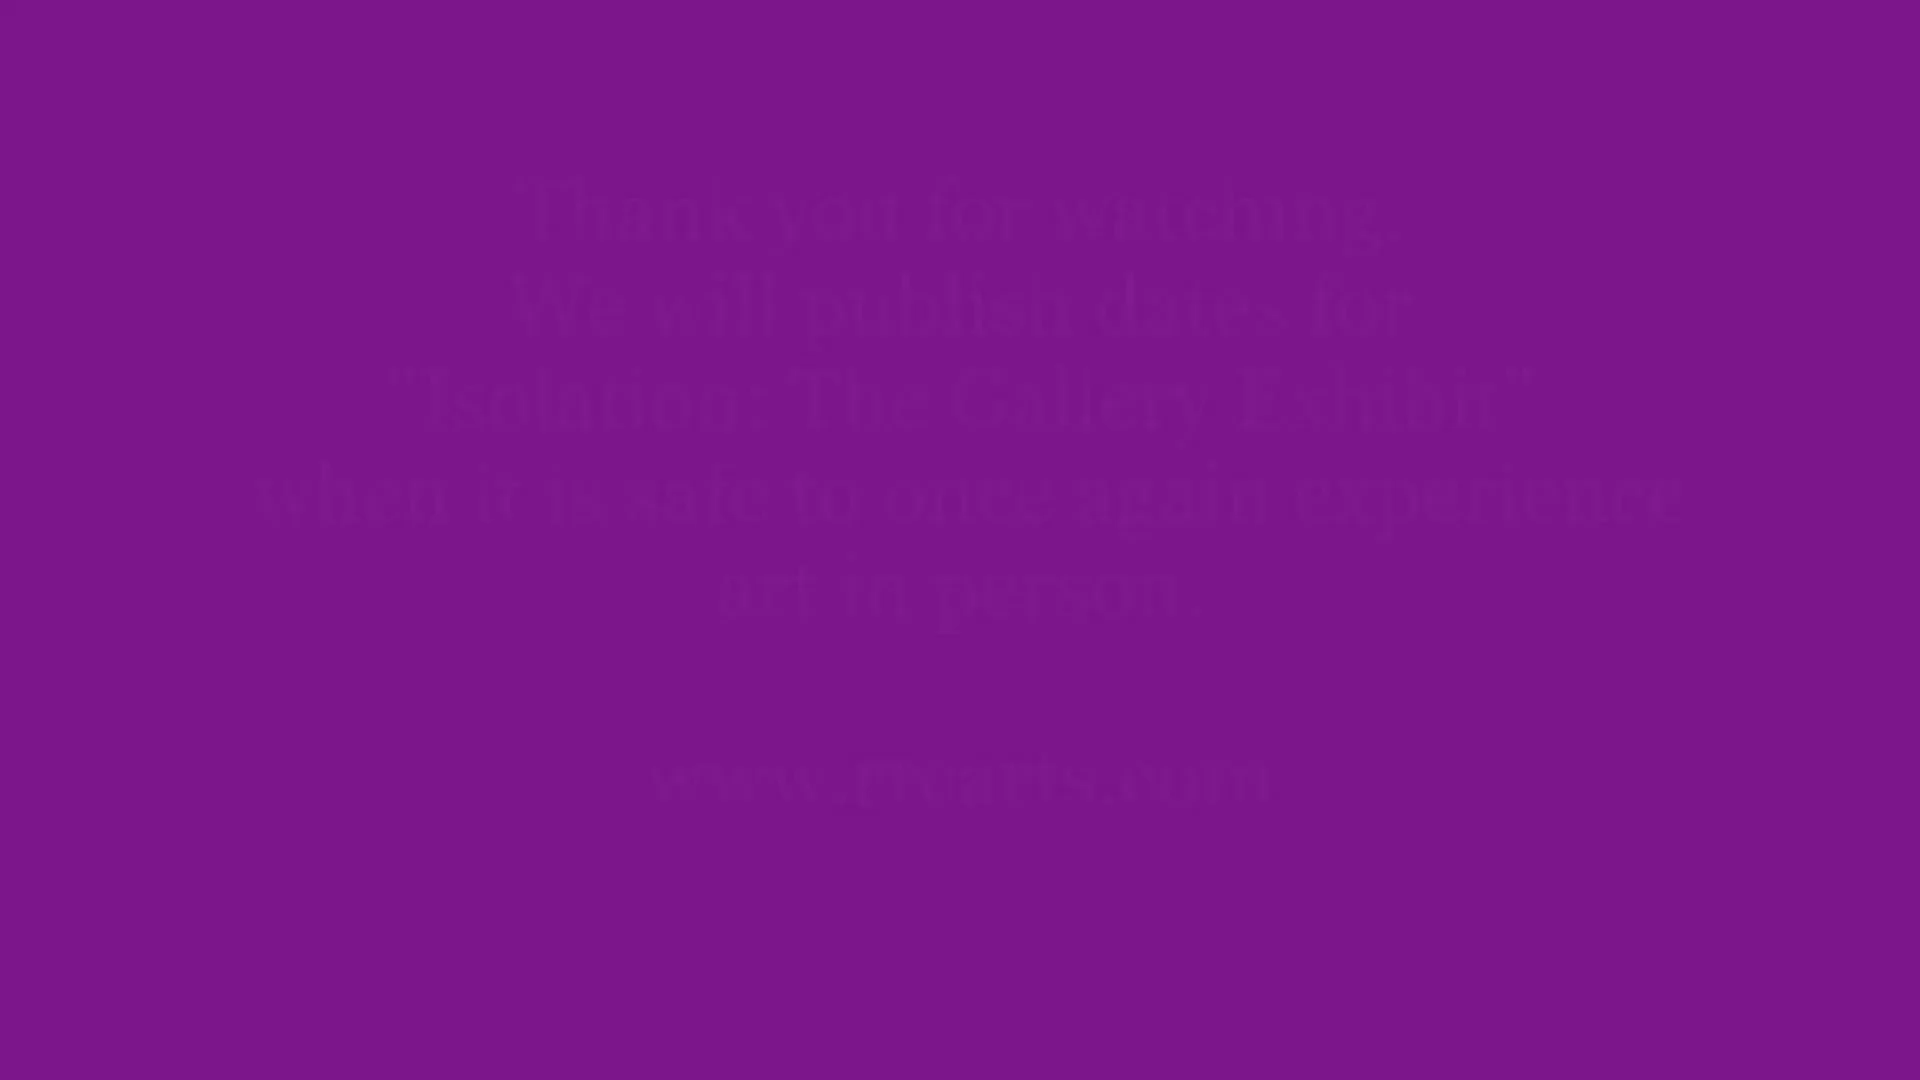 Thank you for watching.
We will publish dates for
"Isolation: The Gallery Exhibit"
when it is safe to once again experience
art in person.